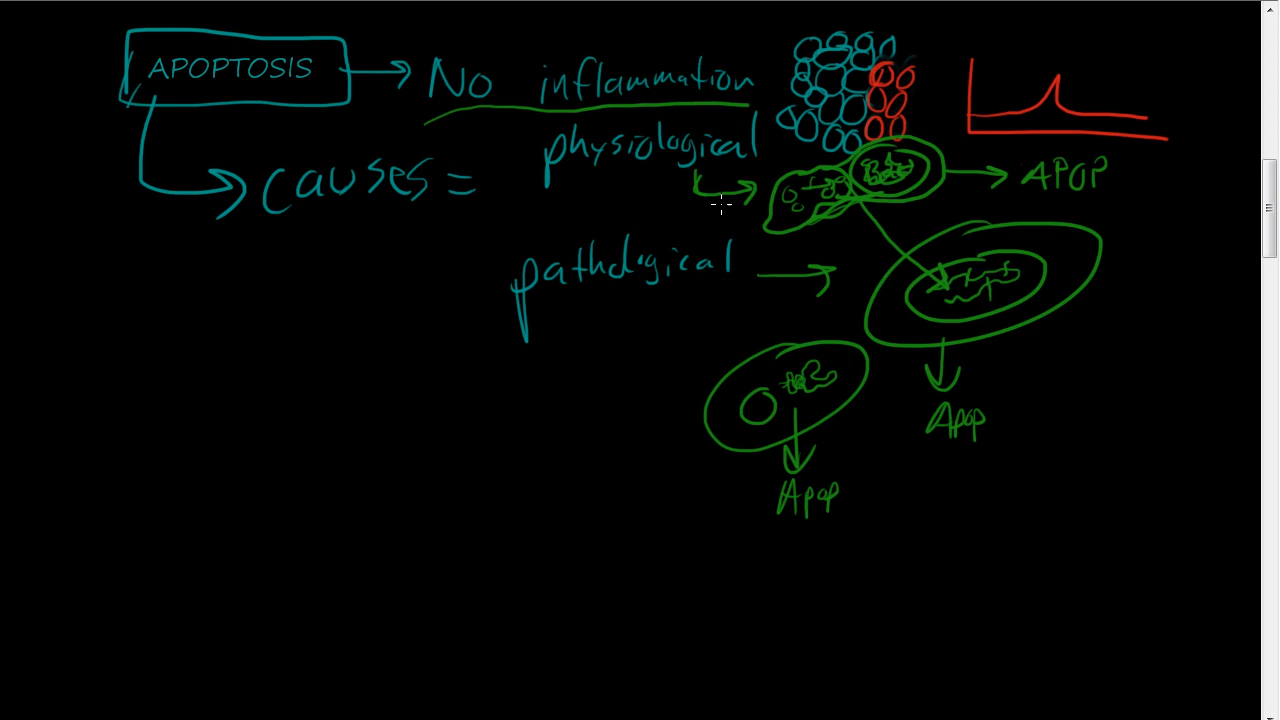 APOPTOSIS
No inflammation
physiological
causes =
APOP
pathological
Apop
Apop